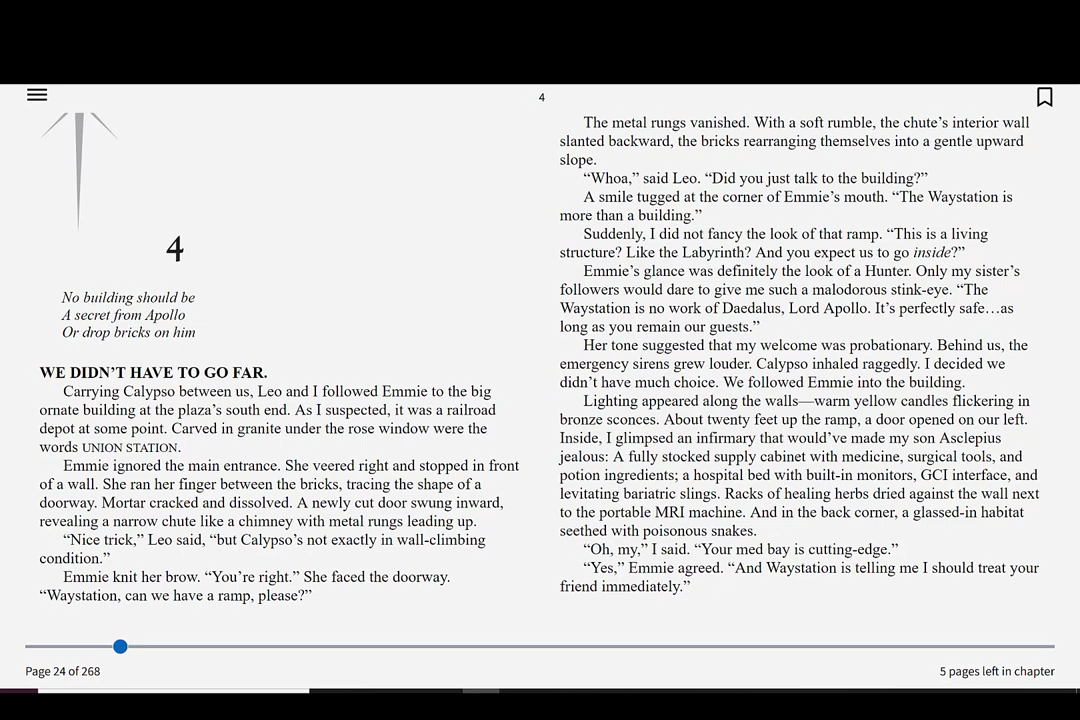 4
4
No building should be
A secret from Apollo
Or drop bricks on him
WE DIDN’T HAVE TO GO FAR.
Carrying Calypso between us, Leo and I followed Emmie to the big
ornate building at the plaza’s south end. As I suspected, it was a railroad
depot at some point. Carved in granite under the rose window were the
words UNION STATION.
Emmie ignored the main entrance. She veered right and stopped in front
of a wall. She ran her finger between the bricks, tracing the shape of a
doorway. Mortar cracked and dissolved. A newly cut door swung inward,
revealing a narrow chute like a chimney with metal rungs leading up.
“Nice trick,” Leo said, “but Calypso’s not exactly in wall-climbing
condition.”
Emmie knit her brow. “You’re right.” She faced the doorway.
“Waystation, can we have a ramp, please?”
The metal rungs vanished. With a soft rumble, the chute’s interior wall
slanted backward, the bricks rearranging themselves into a gentle upward
slope.
“Whoa,” said Leo. “Did you just talk to the building?”
A smile tugged at the corner of Emmie’s mouth. “The Waystation is
more than a building.”
Suddenly, I did not fancy the look of that ramp. “This is a living
structure? Like the Labyrinth? And you expect us to go inside?”
Emmie’s glance was definitely the look of a Hunter. Only my sister’s
followers would dare to give me such a malodorous stink-eye. “The
Waystation is no work of Daedalus, Lord Apollo. It’s perfectly safe…as
long as you remain our guests.”
Her tone suggested that my welcome was probationary. Behind us, the
emergency sirens grew louder. Calypso inhaled raggedly. I decided we
didn’t have much choice. We followed Emmie into the building.
Lighting appeared along the walls—warm yellow candles flickering in
bronze sconces. About twenty feet up the ramp, a door opened on our left.
Inside, I glimpsed an infirmary that would’ve made my son Asclepius
jealous: A fully stocked supply cabinet with medicine, surgical tools, and
potion ingredients; a hospital bed with built-in monitors, GCI interface, and
levitating bariatric slings. Racks of healing herbs dried against the wall next
to the portable MRI machine. And in the back corner, a glassed-in habitat
seethed with poisonous snakes.
“Oh, my,” I said. “Your med bay is cutting-edge.”
“Yes,” Emmie agreed. “And Waystation is telling me I should treat your
friend immediately.”
Page 24 of 268
5 pages left in chapter